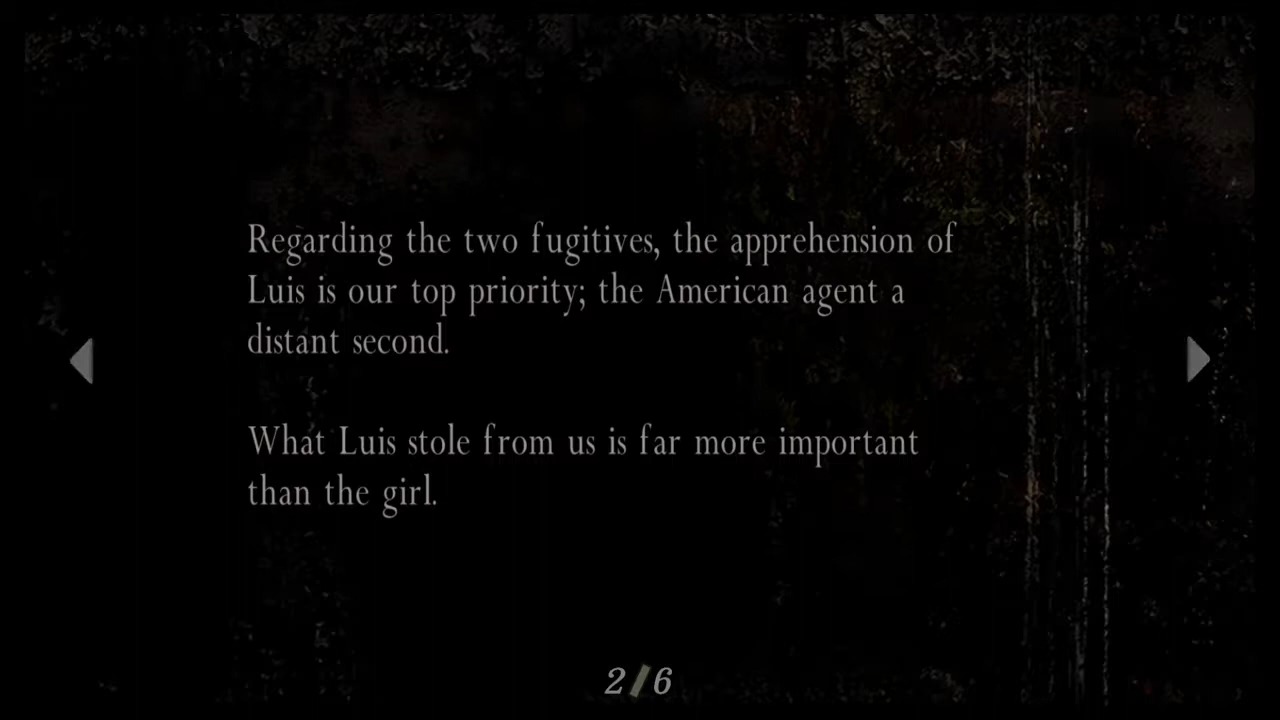 Regarding the two fugitives, the apprehension of
Luis is our top priority; the American agent a
distant second.
What Luis stole from us is far more important
than the girl.
2/6